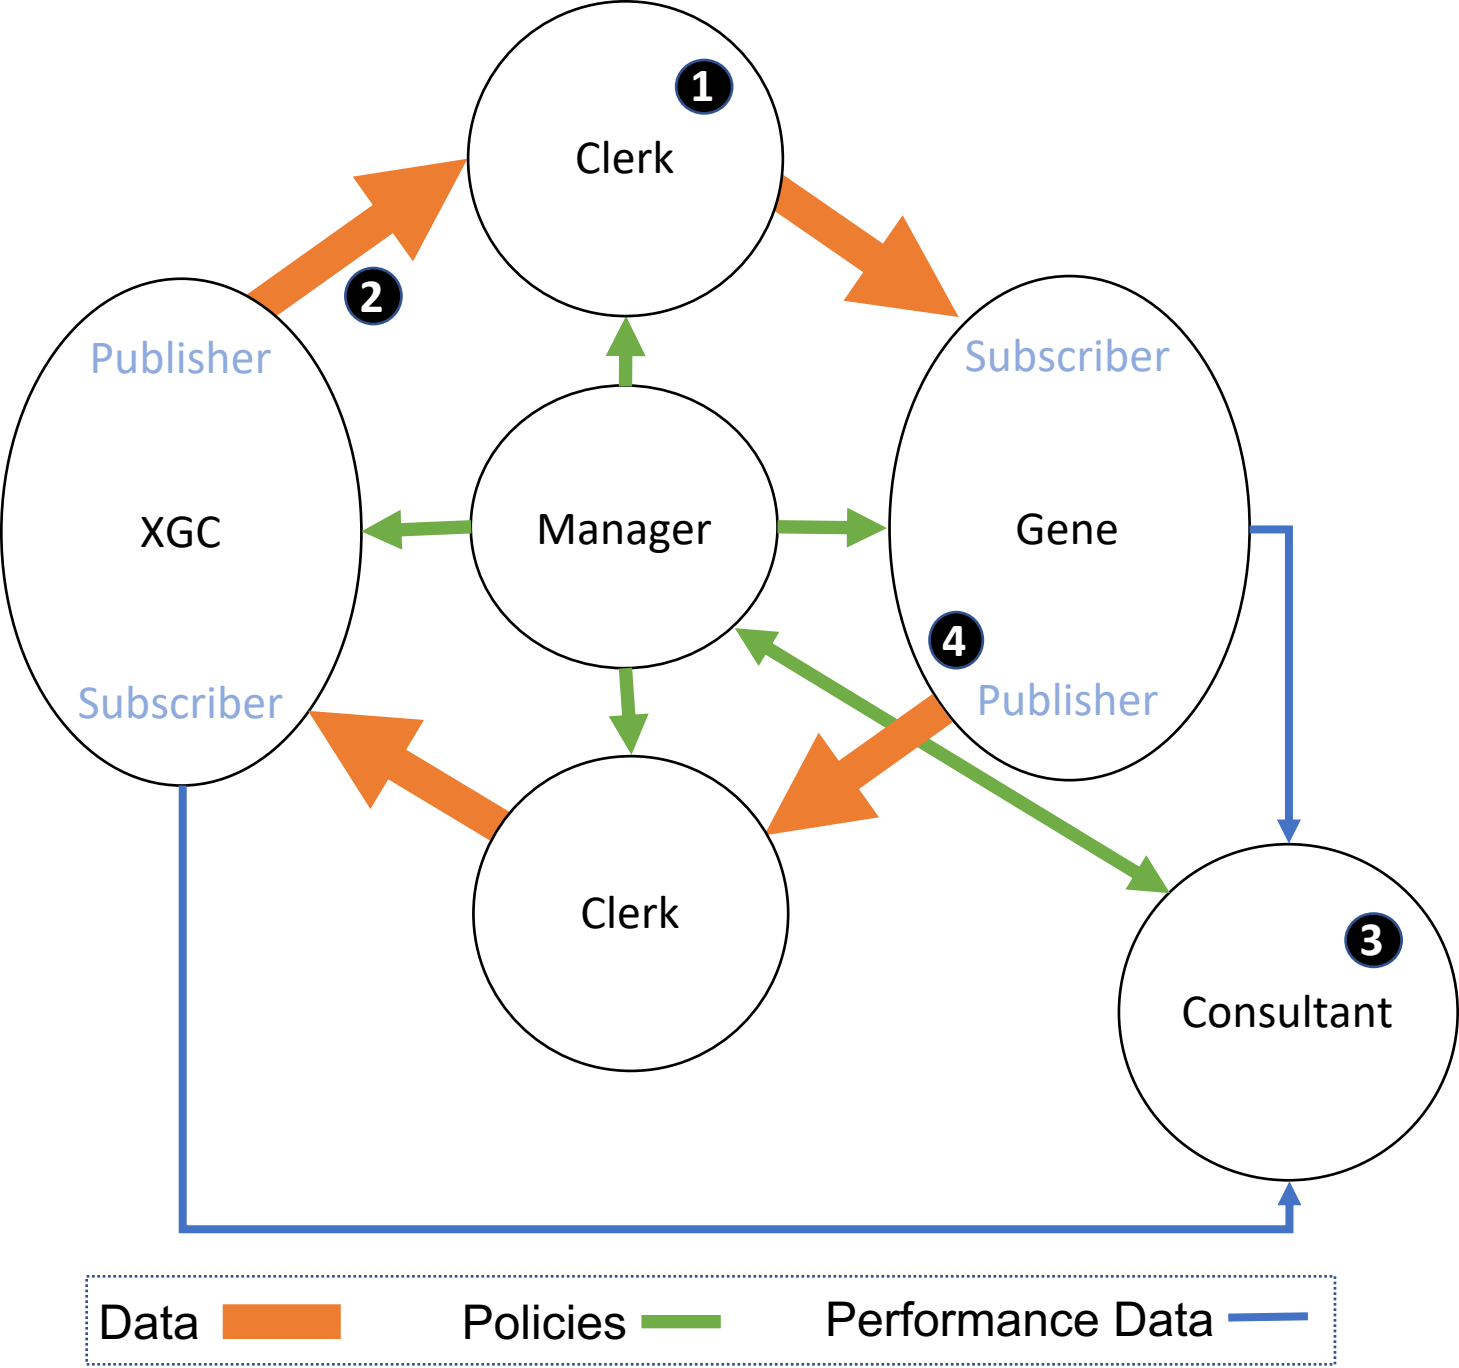 1
Clerk
2
Publisher
Subscriber
XGC
Manager
Gene
4
Subscriber
Publisher
Clerk
3
Consultant
Data
Policies
Performance Data